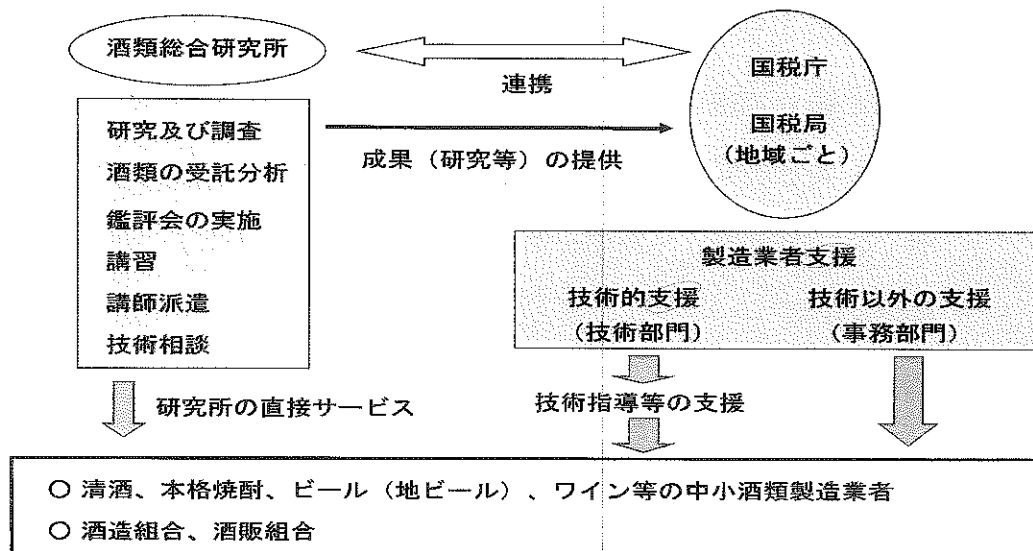 酒類総合研究所
連携
国税庁
国税局
(地域ごと)
研究及び調査
酒類の受託分析
鑑評会の実施
講習
講師派遣
技術相談
成果（研究等）の提供
製造業者支援
技術的支援
(技術部門)
技術以外の支援
(事務部門)
研究所の直接サービス
技術指導等の支援
○ 清酒、本格焼酎、ビール（地ビール）、ワイン等の中小酒類製造業者
○ 酒造組合、酒販組合